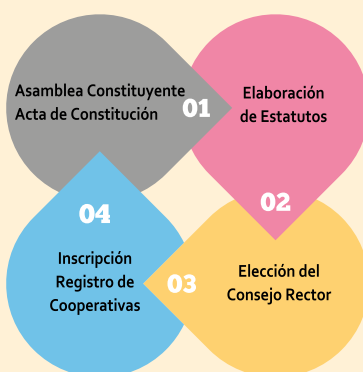 Asamblea Constituyente
Acta de Constitución
01
Elaboración
de Estatutos
02
Elección del
Consejo Rector
03
04
Inscripción
Registro de
Cooperativas